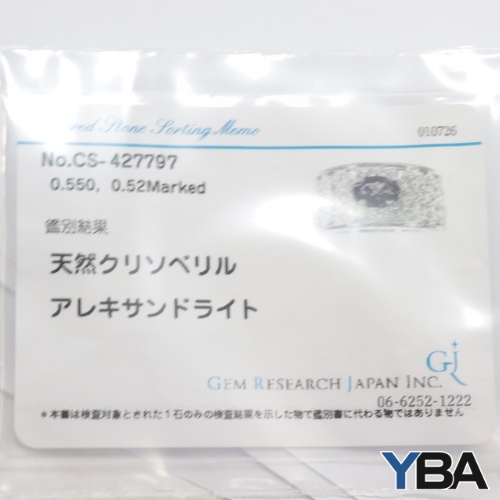 Stone Sorting Memo
010726
No.CS-427797
0.550, 0.52Marked
鑑別結果
天然クリソベリル
アレキサンドライト
GJ
GEM RESEARCH JAPAN INC.
06-6252-1222
*本書は検査対象とされた1石のみの検査結果を示した物で鑑別書に代わる物ではありません
YBA